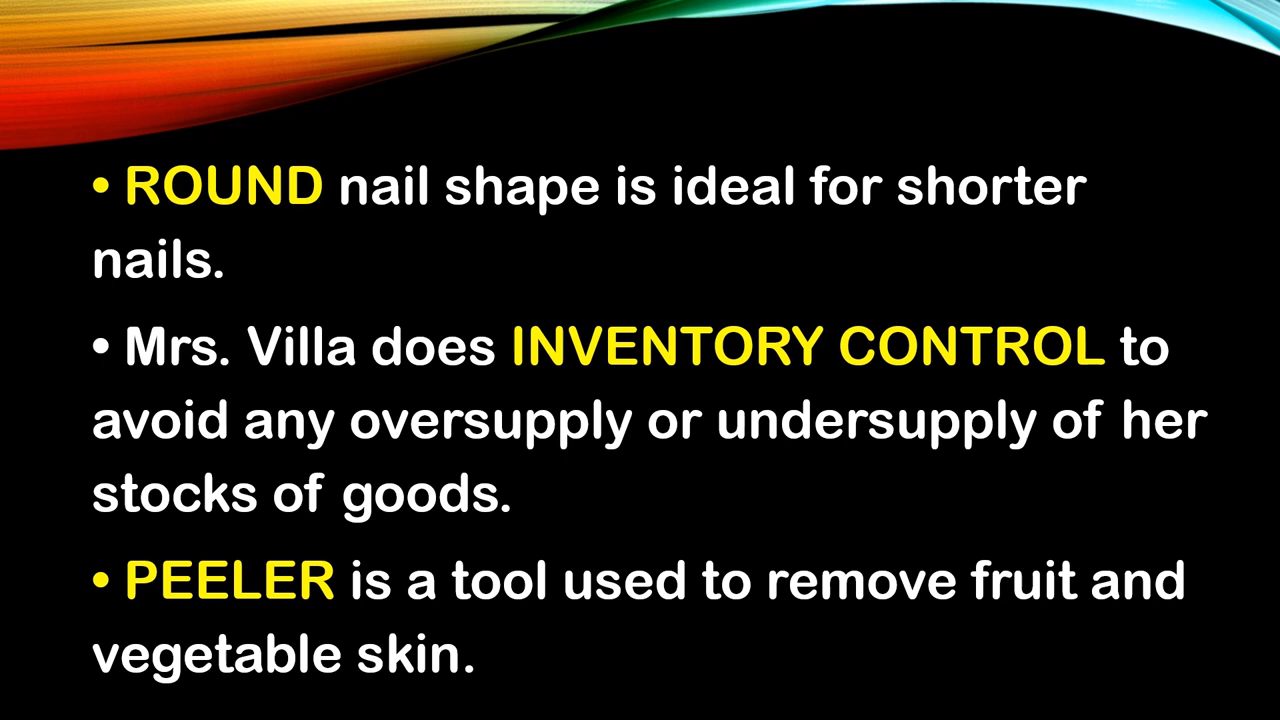 • ROUND nail shape is ideal for shorter
nails.
• Mrs. Villa does INVENTORY CONTROL to
avoid any oversupply or undersupply of her
stocks of goods.
• PEELER is a tool used to remove fruit and
vegetable skin.